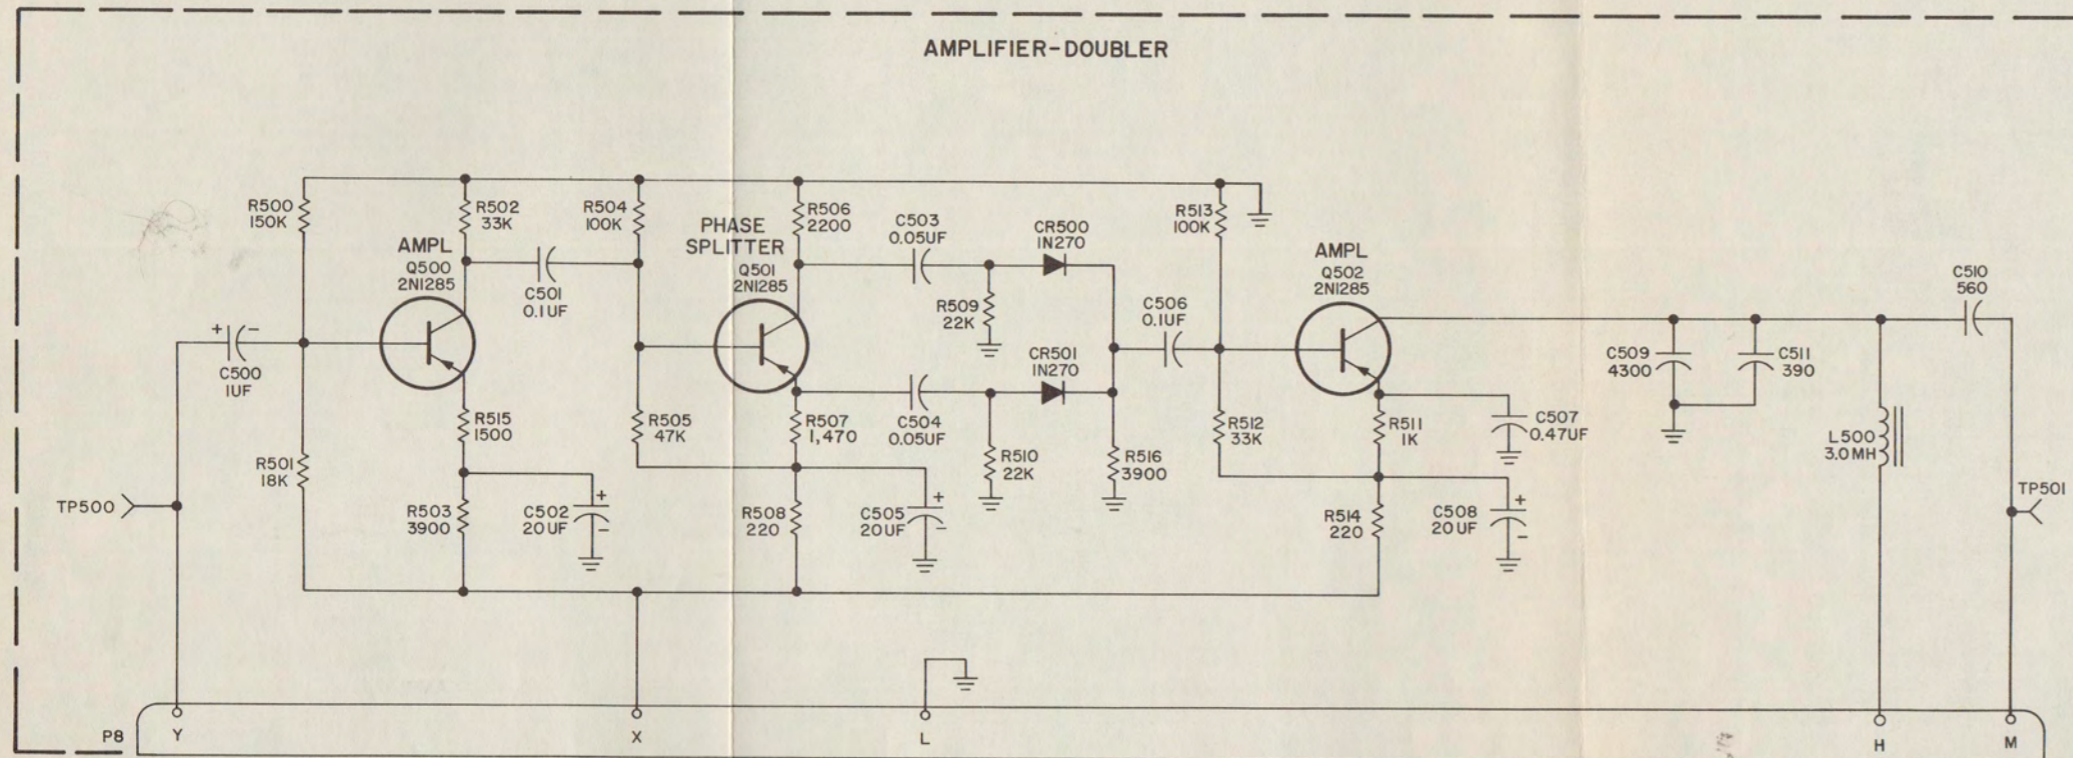 AMPLIFIER-DOUBLER
R500
150K
R502
33K
R504
100K
PHASE
SPLITTER
Q501
2N1285
R506
2200
C503
0.05UF
CR500
IN270
R513
100K
AMPL
Q500
2N1285
C501
0.1UF
R509
22K
C506
0.1UF
AMPL
Q502
2N1285
C510
560
+
-
C500
1UF
CR501
IN270
C509
4300
C511
390
R515
1500
R505
47K
R507
1,470
C504
0.05UF
R512
33K
R511
1K
C507
0.47UF
L500
3.0MH
R501
18K
R510
22K
R516
3900
TP500
R503
3900
C502
20UF
+
-
R508
220
C505
20UF
+
-
R514
220
C508
20UF
+
-
TP501
P8
Y
X
L
H
M